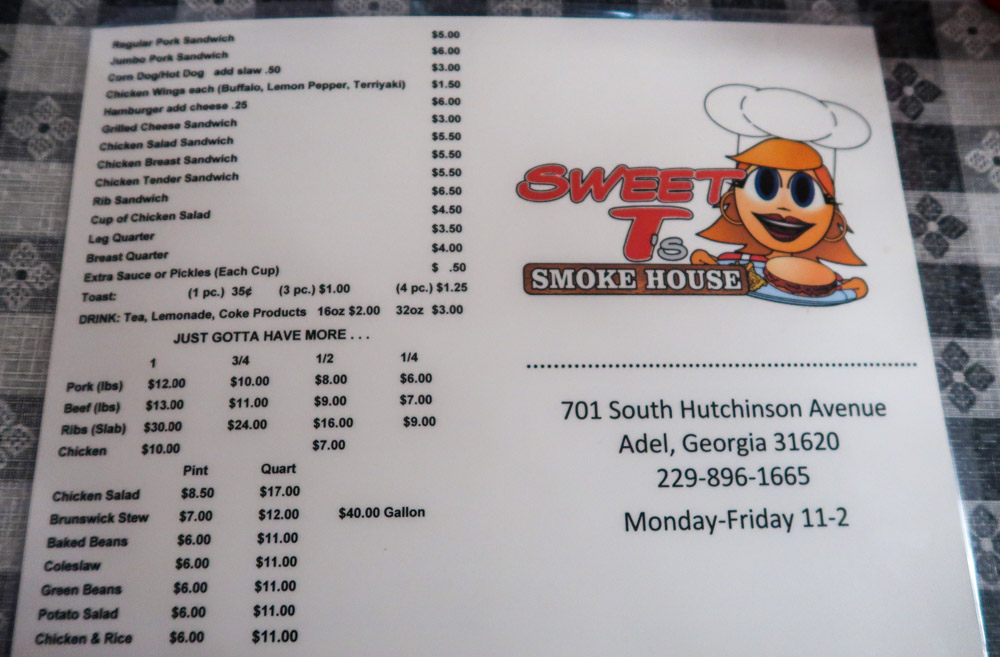 Regular Pork Sandwich $5.00
Jumbo Pork Sandwich $6.00
Corn Dog/Hot Dog add slaw .50 $3.00
Chicken Wings each (Buffalo, Lemon Pepper, Terriyaki) $1.50
Hamburger add cheese .25 $6.00
Grilled Cheese Sandwich $3.00
Chicken Salad Sandwich $5.50
Chicken Breast Sandwich $5.50
Chicken Tender Sandwich $5.50
Rib Sandwich $6.50
Cup of Chicken Salad $4.50
Leg Quarter $3.50
Breast Quarter $4.00
Extra Sauce or Pickles (Each Cup) $ .50
Toast: (1 pc.) 35¢ (3 pc.) $1.00 (4 pc.) $1.25
DRINK: Tea, Lemonade, Coke Products 16oz $2.00 32oz $3.00
JUST GOTTA HAVE MORE . . .
1 3/4 1/2 1/4
Pork (lbs) $12.00 $10.00 $8.00 $6.00
Beef (lbs) $13.00 $11.00 $9.00 $7.00
Ribs (Slab) $30.00 $24.00 $16.00 $9.00
Chicken $10.00 $7.00
Pint Quart
Chicken Salad $8.50 $17.00
Brunswick Stew $7.00 $12.00 $40.00 Gallon
Baked Beans $6.00 $11.00
Coleslaw $6.00 $11.00
Green Beans $6.00 $11.00
Potato Salad $6.00 $11.00
Chicken & Rice $6.00 $11.00
SWEET
T's
SMOKE HOUSE
701 South Hutchinson Avenue
Adel, Georgia 31620
229-896-1665
Monday-Friday 11-2